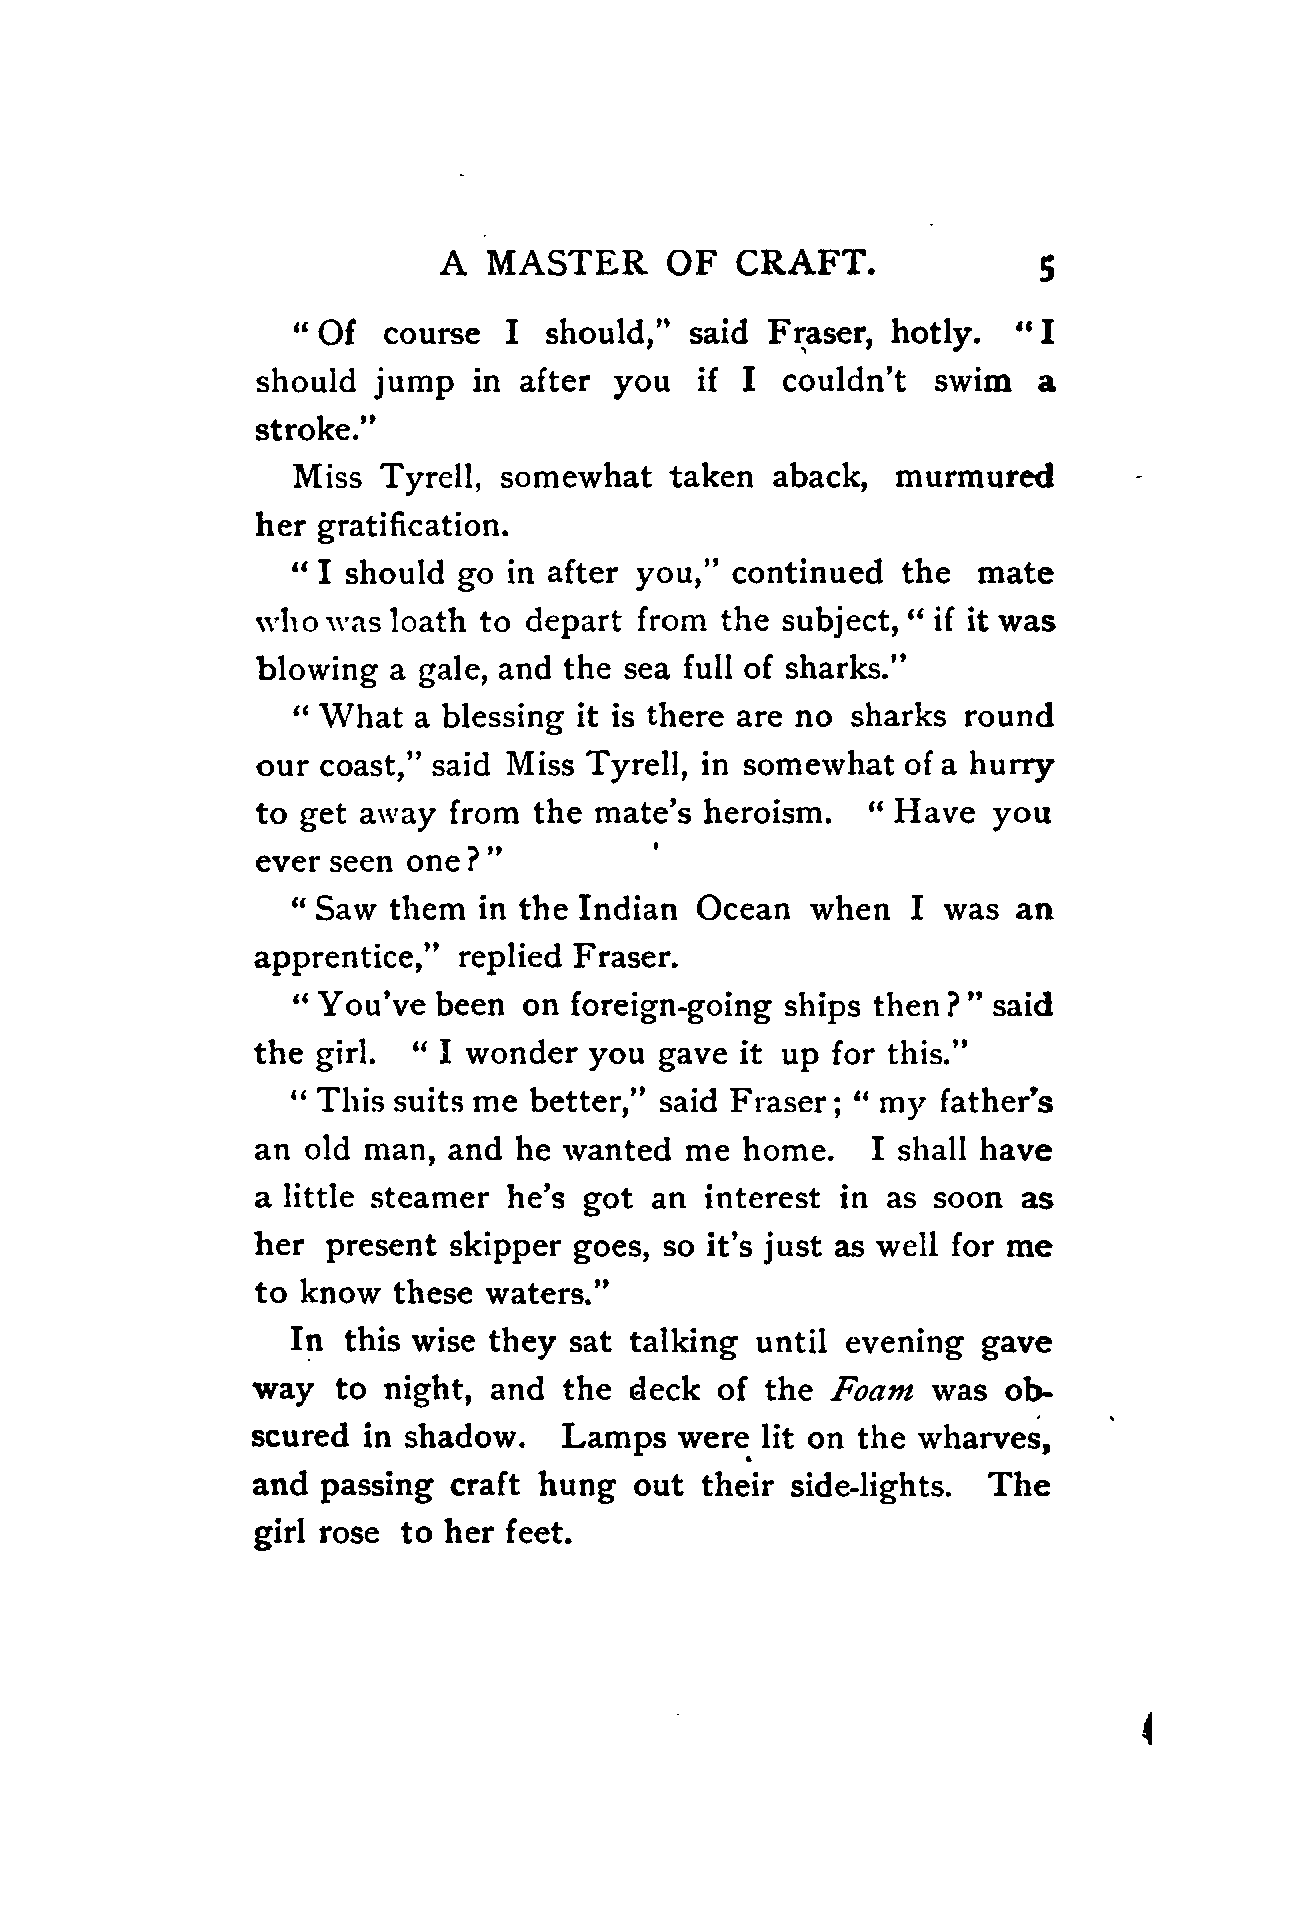 A MASTER OF CRAFT. 5
“Of course I should,” said Fraser, hotly. “I
should jump in after you if I couldn't swim a
stroke.”
Miss Tyrell, somewhat taken aback, murmured
her gratification.
“I should go in after you,” continued the mate
who was loath to depart from the subject, “if it was
blowing a gale, and the sea full of sharks.”
“What a blessing it is there are no sharks round
our coast,” said Miss Tyrell, in somewhat of a hurry
to get away from the mate's heroism. “Have you
ever seen one?”
“Saw them in the Indian Ocean when I was an
apprentice,” replied Fraser.
“You've been on foreign-going ships then?” said
the girl. “I wonder you gave it up for this.”
“This suits me better,” said Fraser; “my father's
an old man, and he wanted me home. I shall have
a little steamer he's got an interest in as soon as
her present skipper goes, so it's just as well for me
to know these waters.”
In this wise they sat talking until evening gave
way to night, and the deck of the Foam was ob-
scured in shadow. Lamps were lit on the wharves,
and passing craft hung out their side-lights. The
girl rose to her feet.